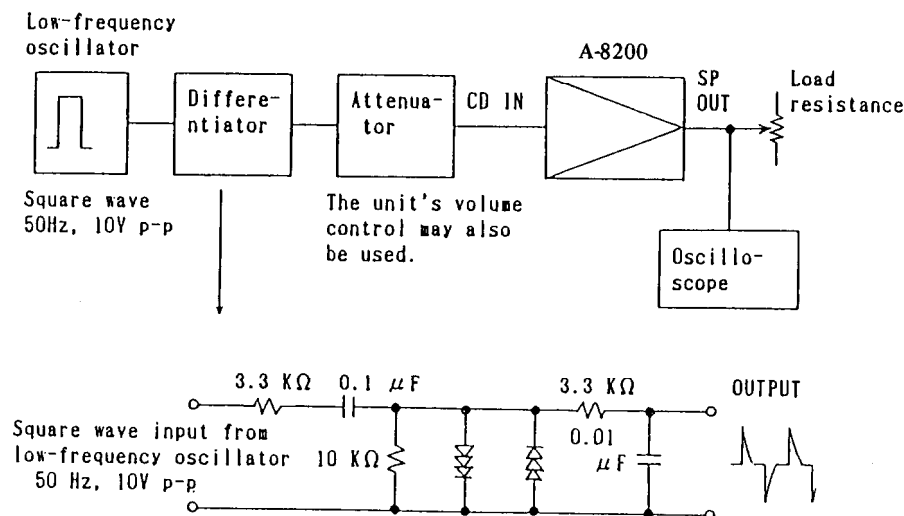 Low-frequency
oscillator
Differe-
ntiator
Attenua-
tor
CD IN
A-8200
SP
OUT
Load
resistance
Square wave
50Hz, 10V p-p
The unit's volume
control may also
be used.
Oscillo-
scope
3.3 KΩ
0.1 μF
3.3 KΩ
OUTPUT
Square wave input from
low-frequency oscillator
50 Hz, 10V p-p
10 KΩ
0.01
μF